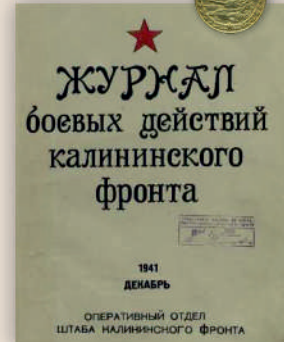 ЖУРНАЛ
боевых действий
калининского
фронта
1941
ДЕКАБРЬ
ОПЕРАТИВНЫЙ ОТДЕЛ
ШТАБА КАЛИНИНСКОГО ФРОНТА